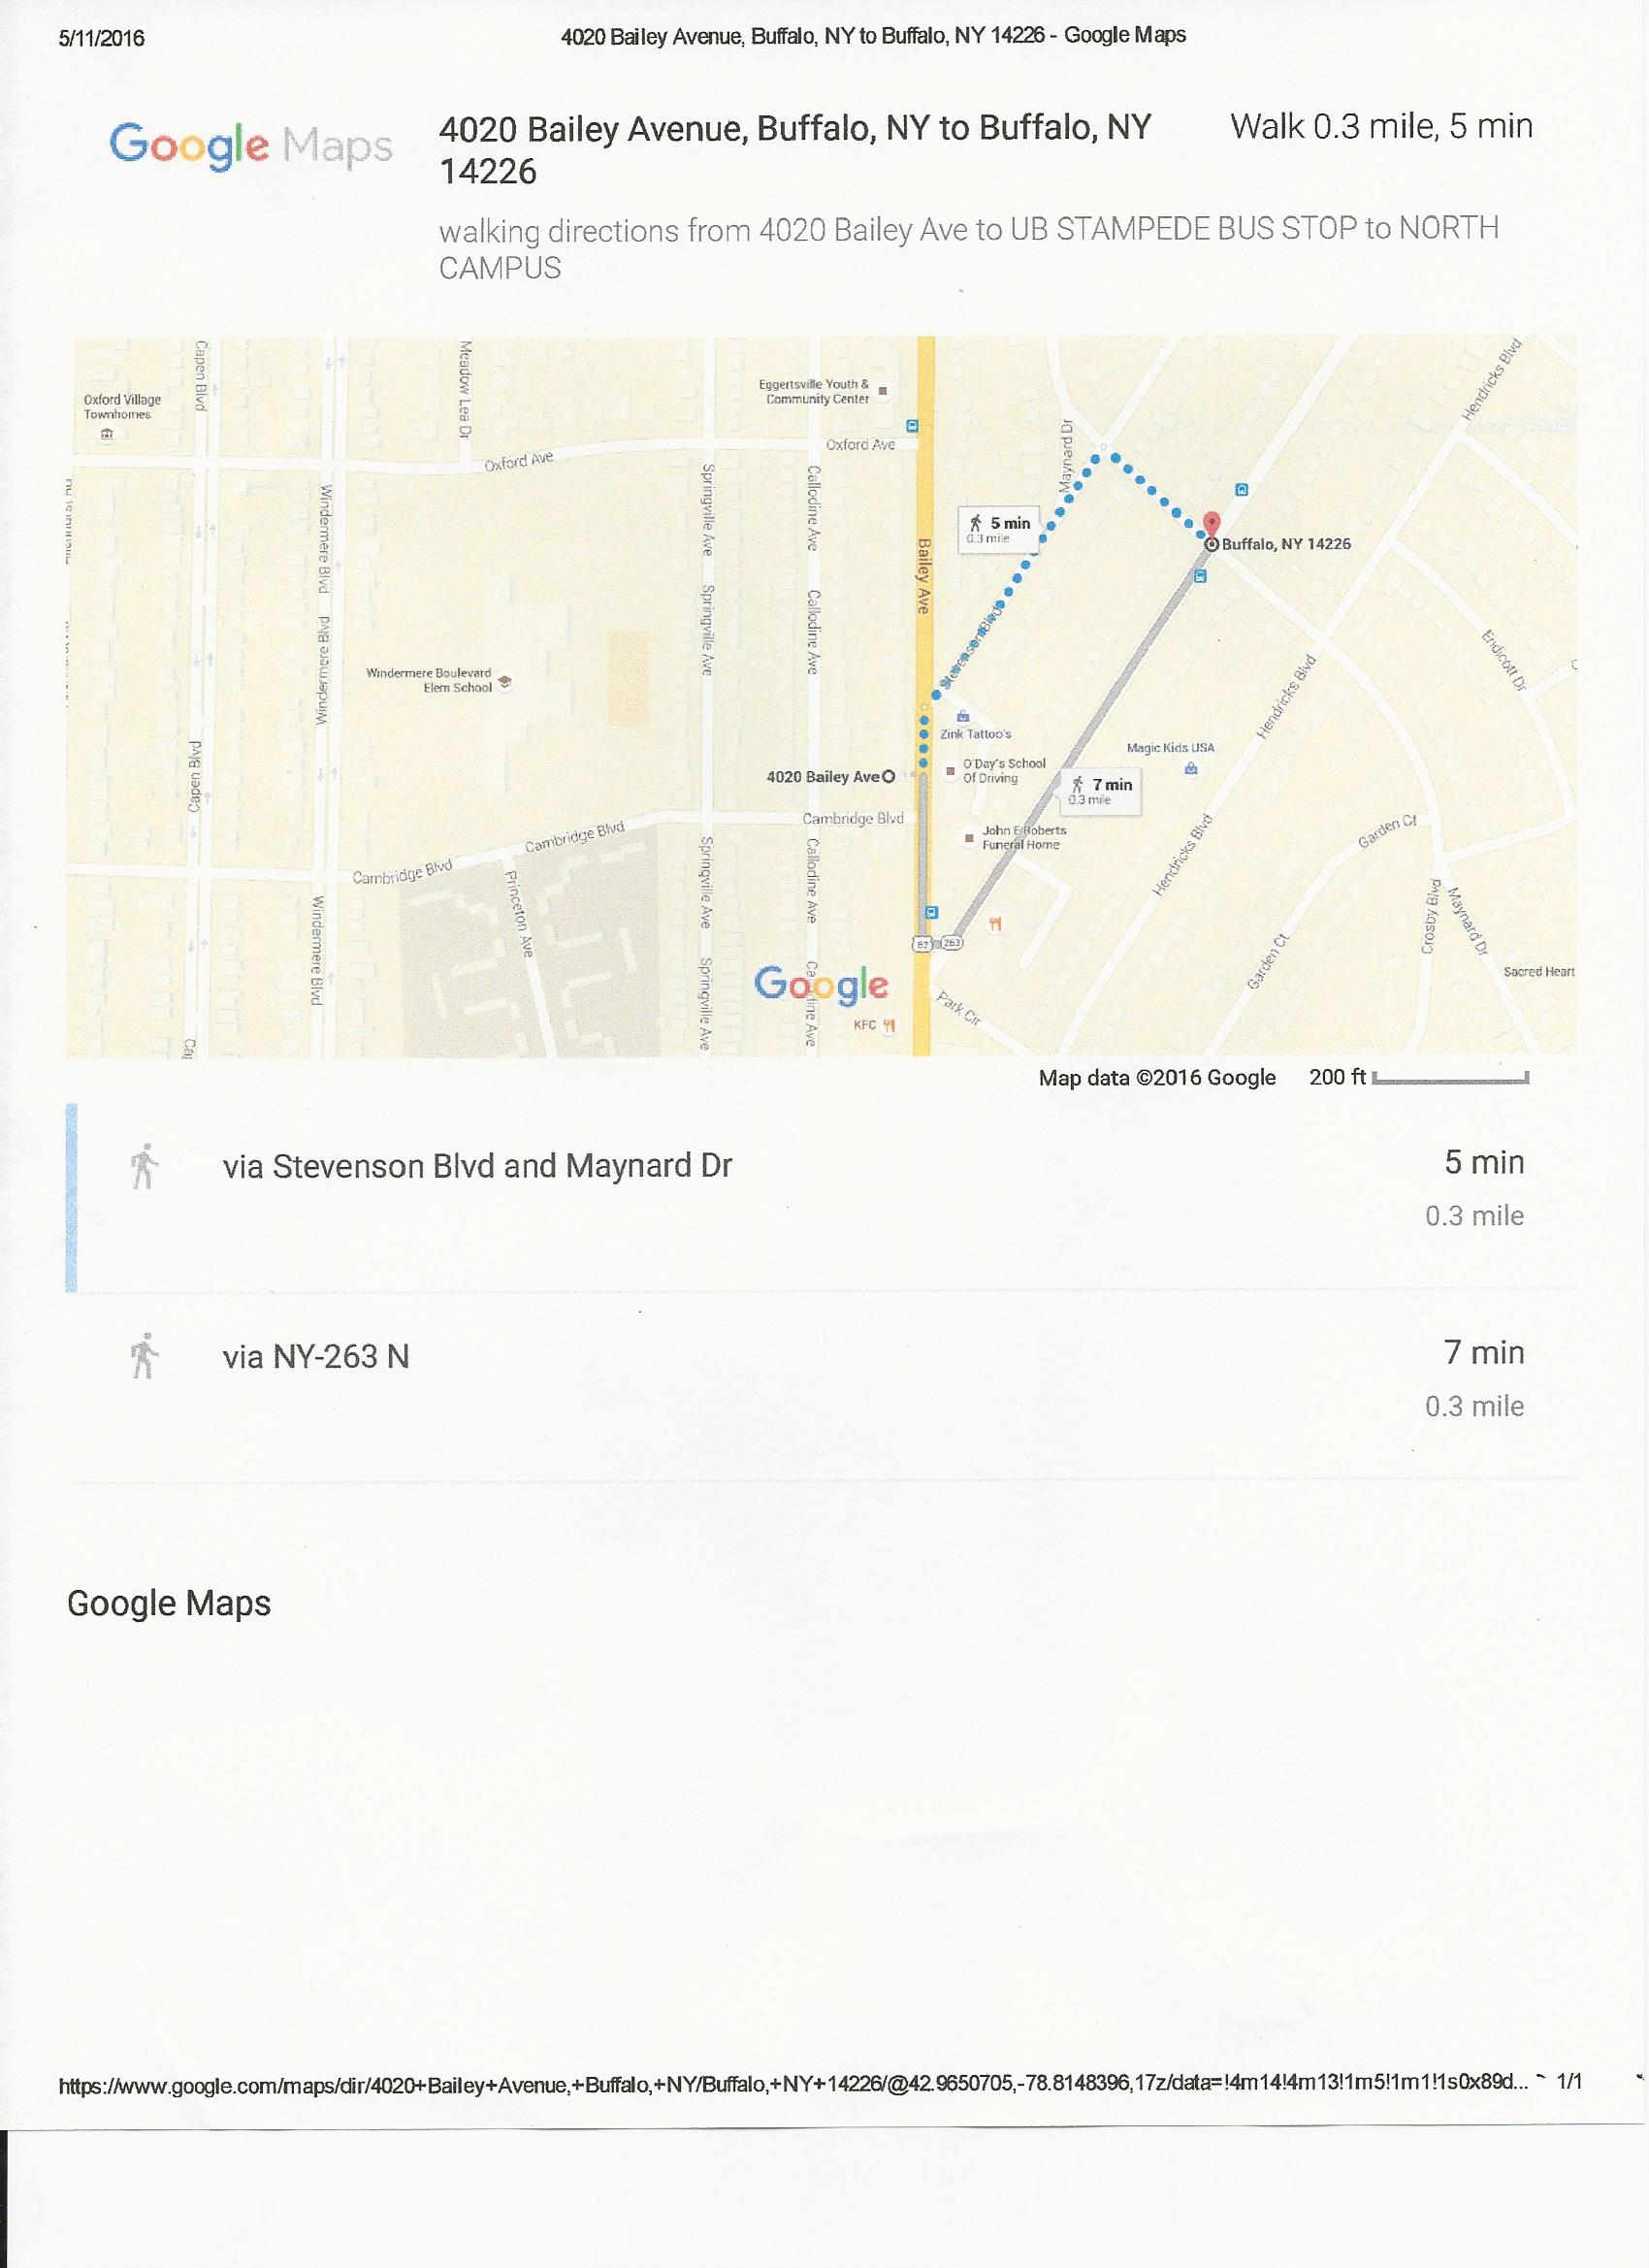 5/11/2016
4020 Bailey Avenue, Buffalo, NY to Buffalo, NY 14226 - Google Maps
Google Maps
4020 Bailey Avenue, Buffalo, NY to Buffalo, NY
14226
Walk 0.3 mile, 5 min
walking directions from 4020 Bailey Ave to UB STAMPEDE BUS STOP to NORTH
CAMPUS
Capen Blvd
Meadow Lea Dr
Hendricks Blvd
Oxford Village
Townhomes
Eggertsville Youth &
Community Center
Oxford Ave
Oxford Ave
Maynard Dr
Windermere Blvd
Springville Ave
Callodine Ave
5 min
0.3 mile
Buffalo, NY 14226
Bailey Ave
Springville Ave
Callodine Ave
Stevenson Blvd
Windermere Blvd
Windermere Boulevard
Elem School
Endicott Dr
Hendricks Blvd
Zink Tattoo's
Magic Kids USA
Capen Blvd
4020 Bailey Ave
O'Day's School
Of Driving
7 min
0.3 mile
Cambridge Blvd
Cambridge Blvd
Cambridge Blvd
John E Roberts
Funeral Home
Garden Ct
Hendricks Blvd
Princeton Ave
Springville Ave
Callodine Ave
Windermere Blvd
Crosby Blvd
Maynard Dr
62
263
Garden Ct
Sacred Heart
Google
Springville Ave
Park Cir
KFC
Map data ©2016 Google
200 ft
via Stevenson Blvd and Maynard Dr
5 min
0.3 mile
via NY-263 N
7 min
0.3 mile
Google Maps
https://www.google.com/maps/dir/4020+Bailey+Avenue,+Buffalo,+NY/Buffalo,+NY+14226/@42.9650705,-78.8148396,17z/data=!4m14!4m13!1m5!1m1!1s0x89d... 1/1